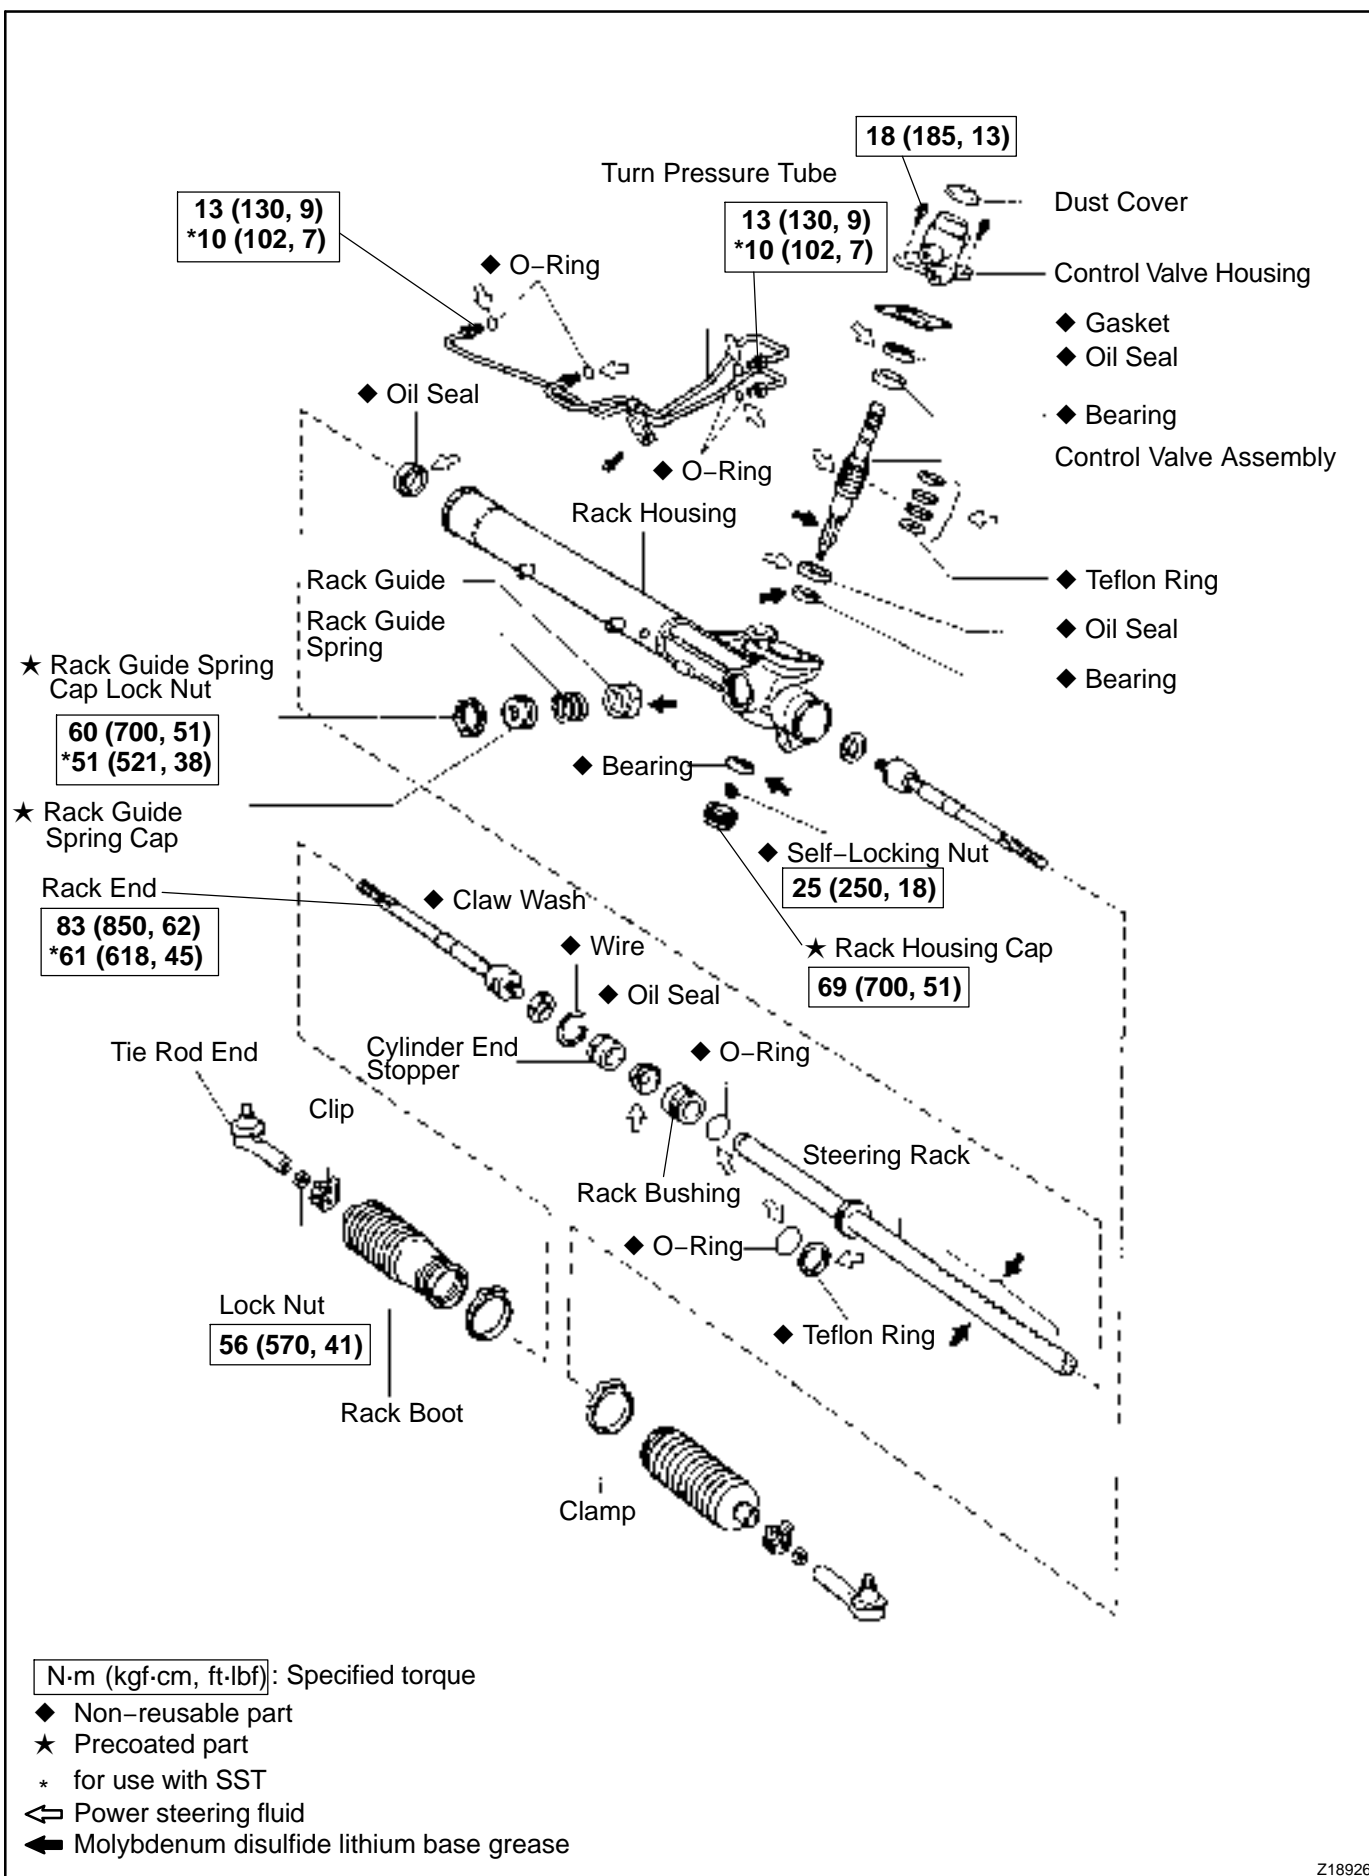 18 (185, 13)
Turn Pressure Tube
Dust Cover
13 (130, 9)
*10 (102, 7)
13 (130, 9)
*10 (102, 7)
◆ O-Ring
Control Valve Housing
◆ Gasket
◆ Oil Seal
◆ Oil Seal
◆ Bearing
Control Valve Assembly
◆ O-Ring
Rack Housing
Rack Guide
◆ Teflon Ring
Rack Guide
Spring
◆ Oil Seal
★ Rack Guide Spring
Cap Lock Nut
◆ Bearing
60 (700, 51)
*51 (521, 38)
◆ Bearing
★ Rack Guide
Spring Cap
◆ Self-Locking Nut
25 (250, 18)
Rack End
83 (850, 62)
*61 (618, 45)
◆ Claw Wash
◆ Wire
★ Rack Housing Cap
69 (700, 51)
◆ Oil Seal
Tie Rod End
Cylinder End
Stopper
◆ O-Ring
Clip
Steering Rack
Rack Bushing
◆ O-Ring
Lock Nut
56 (570, 41)
◆ Teflon Ring
Rack Boot
Clamp
N·m (kgf·cm, ft·lbf) : Specified torque
◆ Non-reusable part
★ Precoated part
* for use with SST
Power steering fluid
Molybdenum disulfide lithium base grease
Z18926